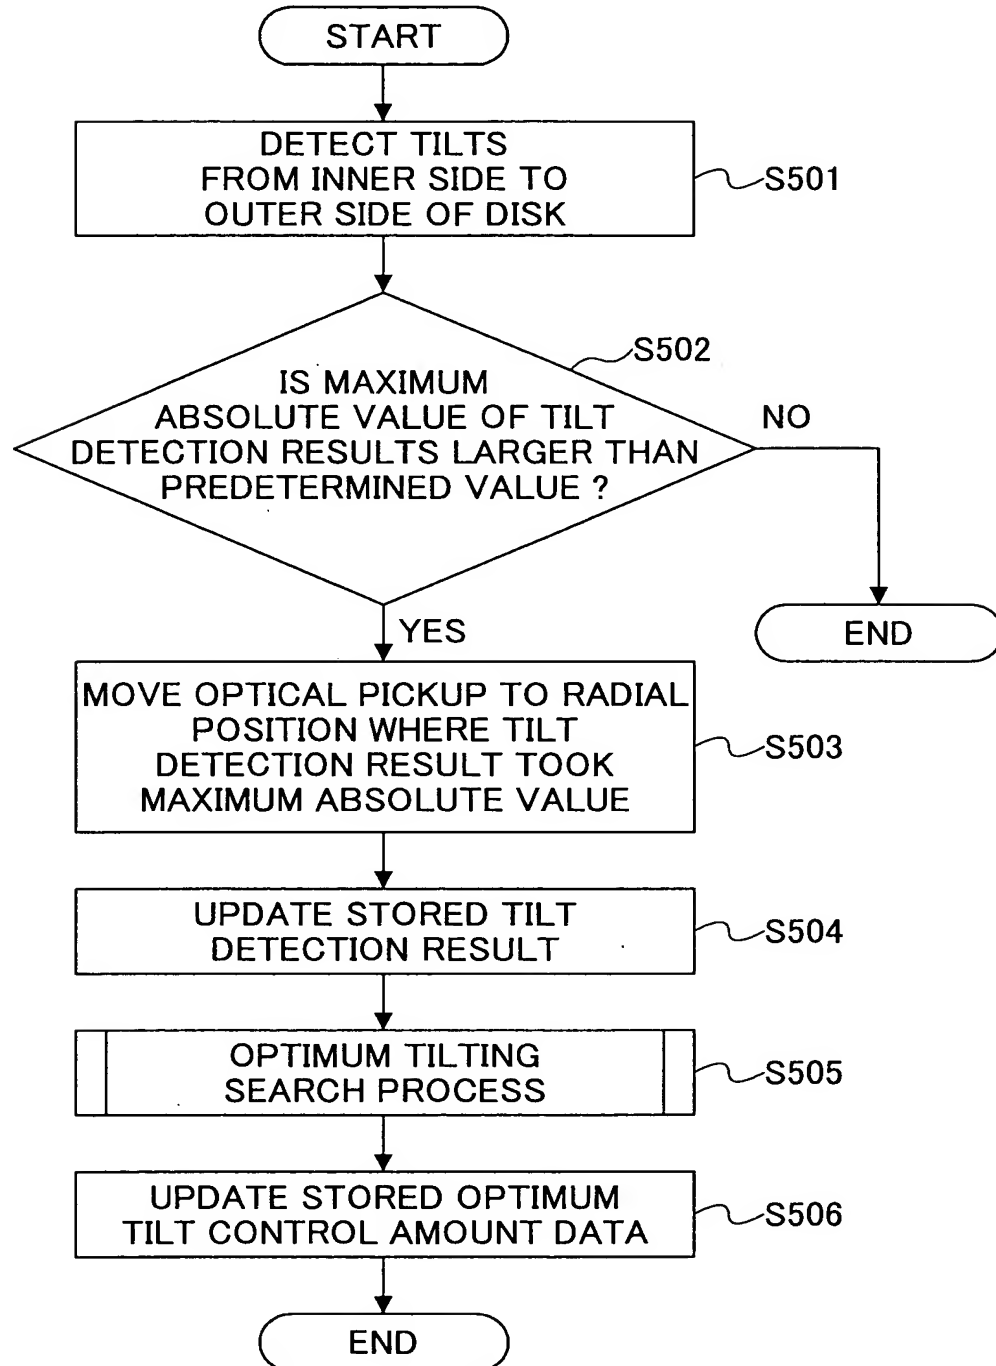 START
DETECT TILTS
FROM INNER SIDE TO
OUTER SIDE OF DISK
S501
S502
IS MAXIMUM
ABSOLUTE VALUE OF TILT
DETECTION RESULTS LARGER THAN
PREDETERMINED VALUE ?
NO
END
YES
MOVE OPTICAL PICKUP TO RADIAL
POSITION WHERE TILT
DETECTION RESULT TOOK
MAXIMUM ABSOLUTE VALUE
S503
UPDATE STORED TILT
DETECTION RESULT
S504
OPTIMUM TILTING
SEARCH PROCESS
S505
UPDATE STORED OPTIMUM
TILT CONTROL AMOUNT DATA
S506
END